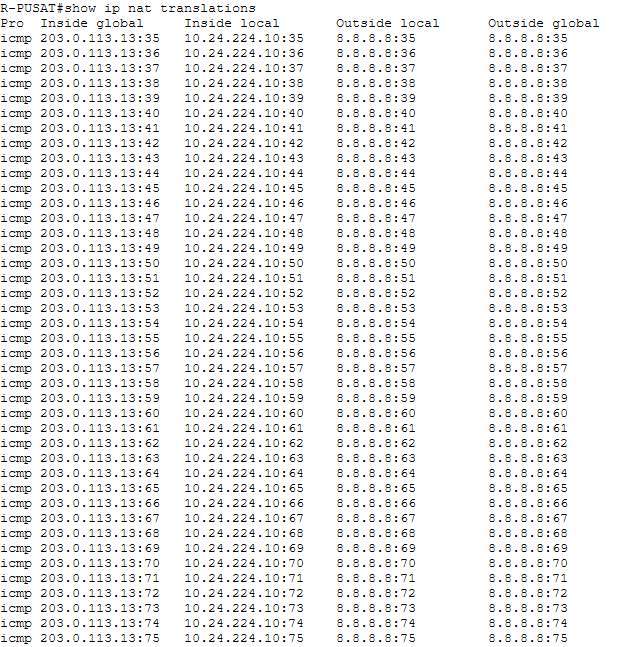 R-PUSAT#show ip nat translations
Pro  Inside global     Inside local       Outside local      Outside global
icmp 203.0.113.13:35   10.24.224.10:35    8.8.8.8:35         8.8.8.8:35
icmp 203.0.113.13:36   10.24.224.10:36    8.8.8.8:36         8.8.8.8:36
icmp 203.0.113.13:37   10.24.224.10:37    8.8.8.8:37         8.8.8.8:37
icmp 203.0.113.13:38   10.24.224.10:38    8.8.8.8:38         8.8.8.8:38
icmp 203.0.113.13:39   10.24.224.10:39    8.8.8.8:39         8.8.8.8:39
icmp 203.0.113.13:40   10.24.224.10:40    8.8.8.8:40         8.8.8.8:40
icmp 203.0.113.13:41   10.24.224.10:41    8.8.8.8:41         8.8.8.8:41
icmp 203.0.113.13:42   10.24.224.10:42    8.8.8.8:42         8.8.8.8:42
icmp 203.0.113.13:43   10.24.224.10:43    8.8.8.8:43         8.8.8.8:43
icmp 203.0.113.13:44   10.24.224.10:44    8.8.8.8:44         8.8.8.8:44
icmp 203.0.113.13:45   10.24.224.10:45    8.8.8.8:45         8.8.8.8:45
icmp 203.0.113.13:46   10.24.224.10:46    8.8.8.8:46         8.8.8.8:46
icmp 203.0.113.13:47   10.24.224.10:47    8.8.8.8:47         8.8.8.8:47
icmp 203.0.113.13:48   10.24.224.10:48    8.8.8.8:48         8.8.8.8:48
icmp 203.0.113.13:49   10.24.224.10:49    8.8.8.8:49         8.8.8.8:49
icmp 203.0.113.13:50   10.24.224.10:50    8.8.8.8:50         8.8.8.8:50
icmp 203.0.113.13:51   10.24.224.10:51    8.8.8.8:51         8.8.8.8:51
icmp 203.0.113.13:52   10.24.224.10:52    8.8.8.8:52         8.8.8.8:52
icmp 203.0.113.13:53   10.24.224.10:53    8.8.8.8:53         8.8.8.8:53
icmp 203.0.113.13:54   10.24.224.10:54    8.8.8.8:54         8.8.8.8:54
icmp 203.0.113.13:55   10.24.224.10:55    8.8.8.8:55         8.8.8.8:55
icmp 203.0.113.13:56   10.24.224.10:56    8.8.8.8:56         8.8.8.8:56
icmp 203.0.113.13:57   10.24.224.10:57    8.8.8.8:57         8.8.8.8:57
icmp 203.0.113.13:58   10.24.224.10:58    8.8.8.8:58         8.8.8.8:58
icmp 203.0.113.13:59   10.24.224.10:59    8.8.8.8:59         8.8.8.8:59
icmp 203.0.113.13:60   10.24.224.10:60    8.8.8.8:60         8.8.8.8:60
icmp 203.0.113.13:61   10.24.224.10:61    8.8.8.8:61         8.8.8.8:61
icmp 203.0.113.13:62   10.24.224.10:62    8.8.8.8:62         8.8.8.8:62
icmp 203.0.113.13:63   10.24.224.10:63    8.8.8.8:63         8.8.8.8:63
icmp 203.0.113.13:64   10.24.224.10:64    8.8.8.8:64         8.8.8.8:64
icmp 203.0.113.13:65   10.24.224.10:65    8.8.8.8:65         8.8.8.8:65
icmp 203.0.113.13:66   10.24.224.10:66    8.8.8.8:66         8.8.8.8:66
icmp 203.0.113.13:67   10.24.224.10:67    8.8.8.8:67         8.8.8.8:67
icmp 203.0.113.13:68   10.24.224.10:68    8.8.8.8:68         8.8.8.8:68
icmp 203.0.113.13:69   10.24.224.10:69    8.8.8.8:69         8.8.8.8:69
icmp 203.0.113.13:70   10.24.224.10:70    8.8.8.8:70         8.8.8.8:70
icmp 203.0.113.13:71   10.24.224.10:71    8.8.8.8:71         8.8.8.8:71
icmp 203.0.113.13:72   10.24.224.10:72    8.8.8.8:72         8.8.8.8:72
icmp 203.0.113.13:73   10.24.224.10:73    8.8.8.8:73         8.8.8.8:73
icmp 203.0.113.13:74   10.24.224.10:74    8.8.8.8:74         8.8.8.8:74
icmp 203.0.113.13:75   10.24.224.10:75    8.8.8.8:75         8.8.8.8:75